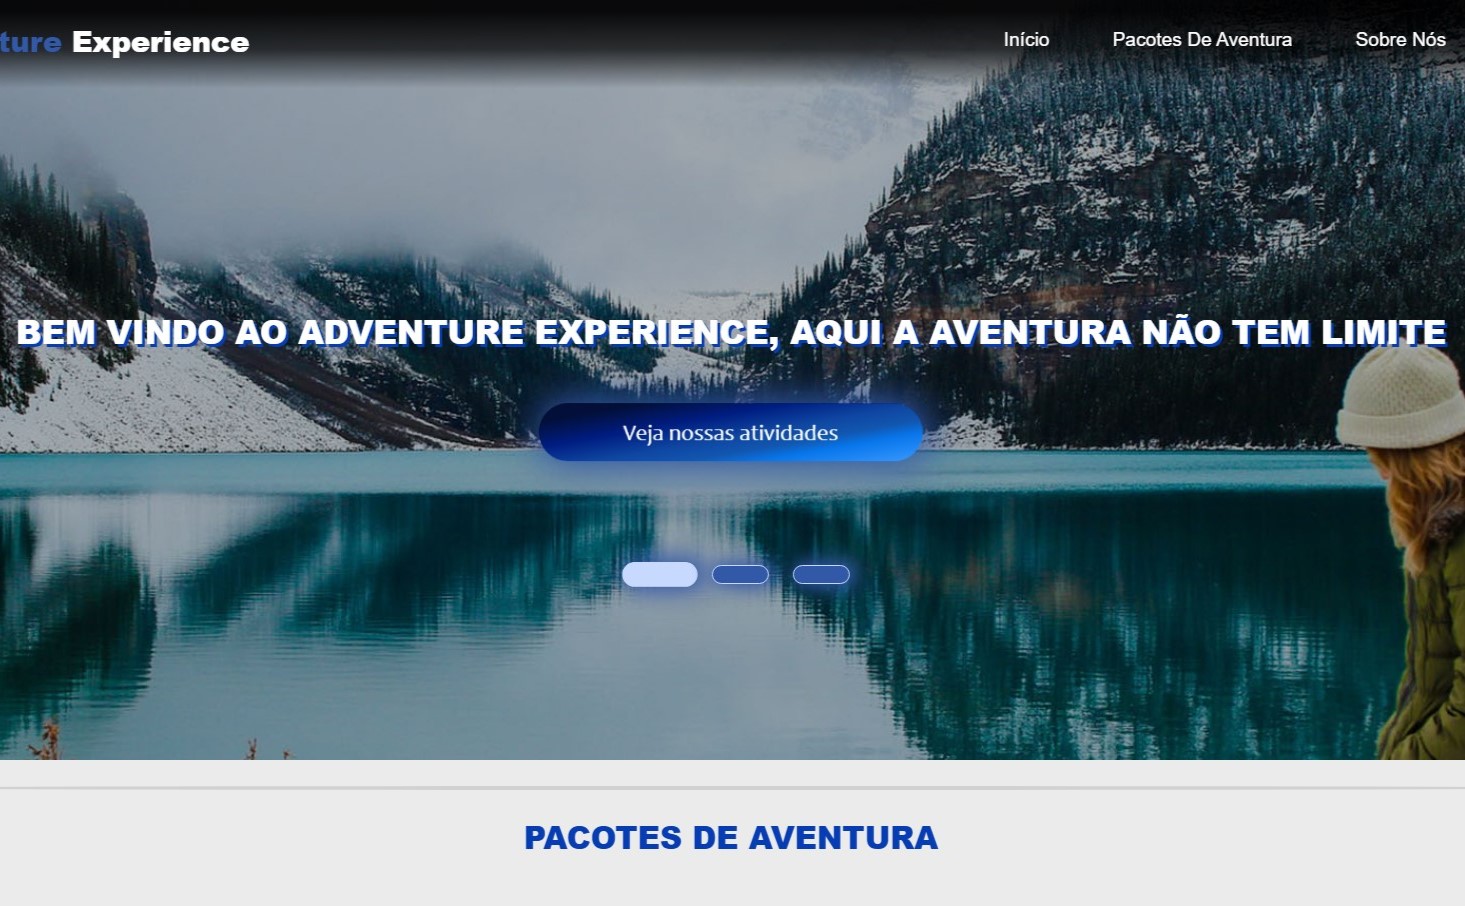 ture Experience
Início
Pacotes De Aventura
Sobre Nós
BEM VINDO AO ADVENTURE EXPERIENCE, AQUI A AVENTURA NÃO TEM LIMITE
Veja nossas atividades
PACOTES DE AVENTURA